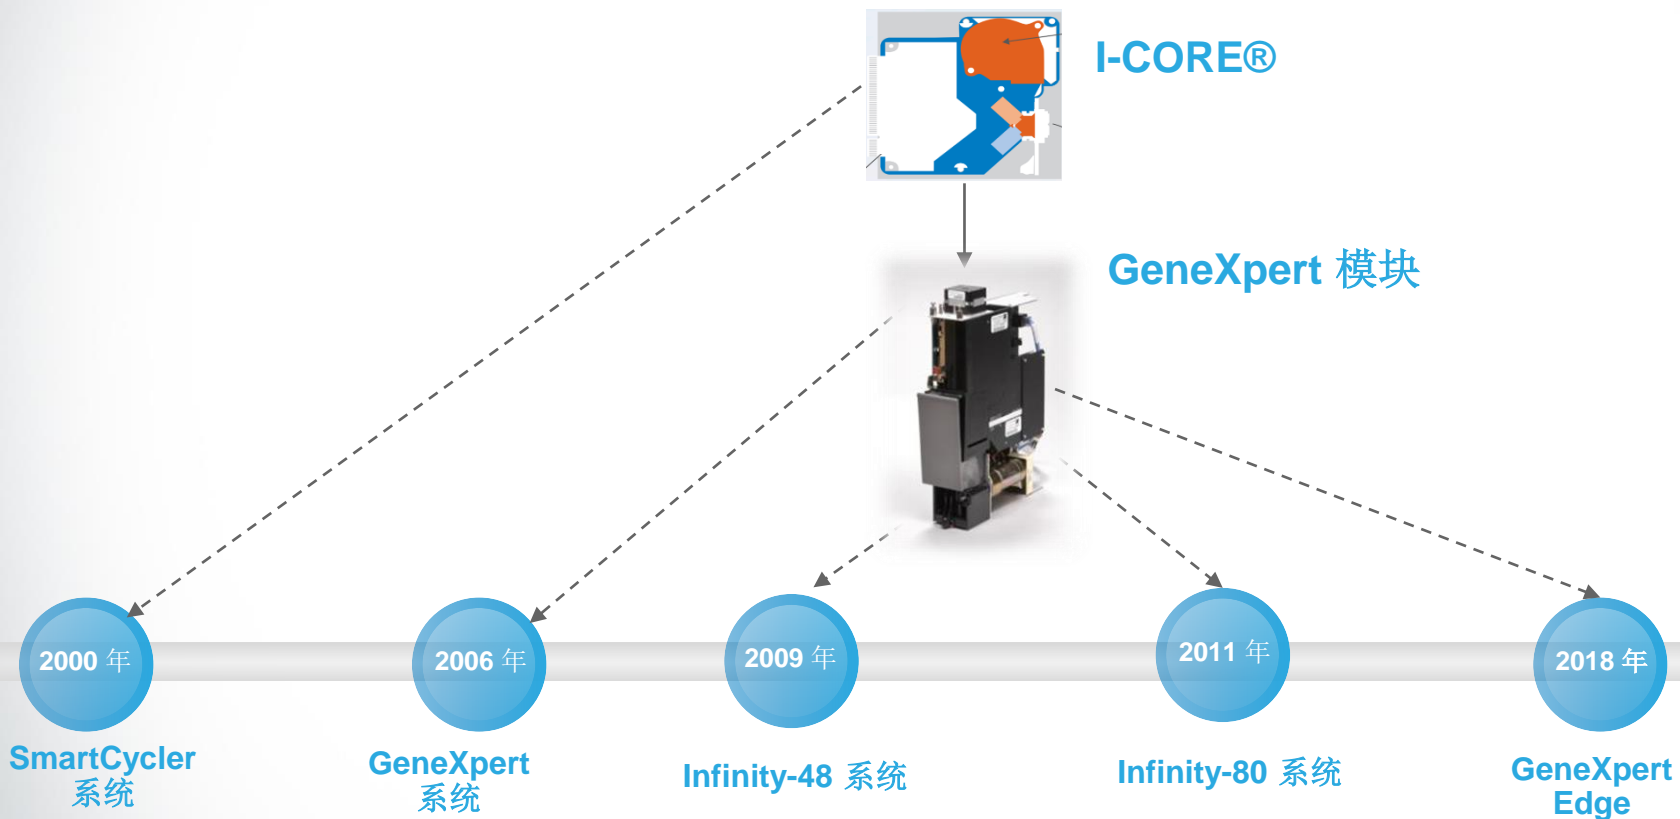 I-CORE®
GeneXpert 模块
2000 年
2006 年
2009 年
2011 年
2018 年
SmartCycler
系统
GeneXpert
系统
Infinity-48 系统
Infinity-80 系统
GeneXpert
Edge